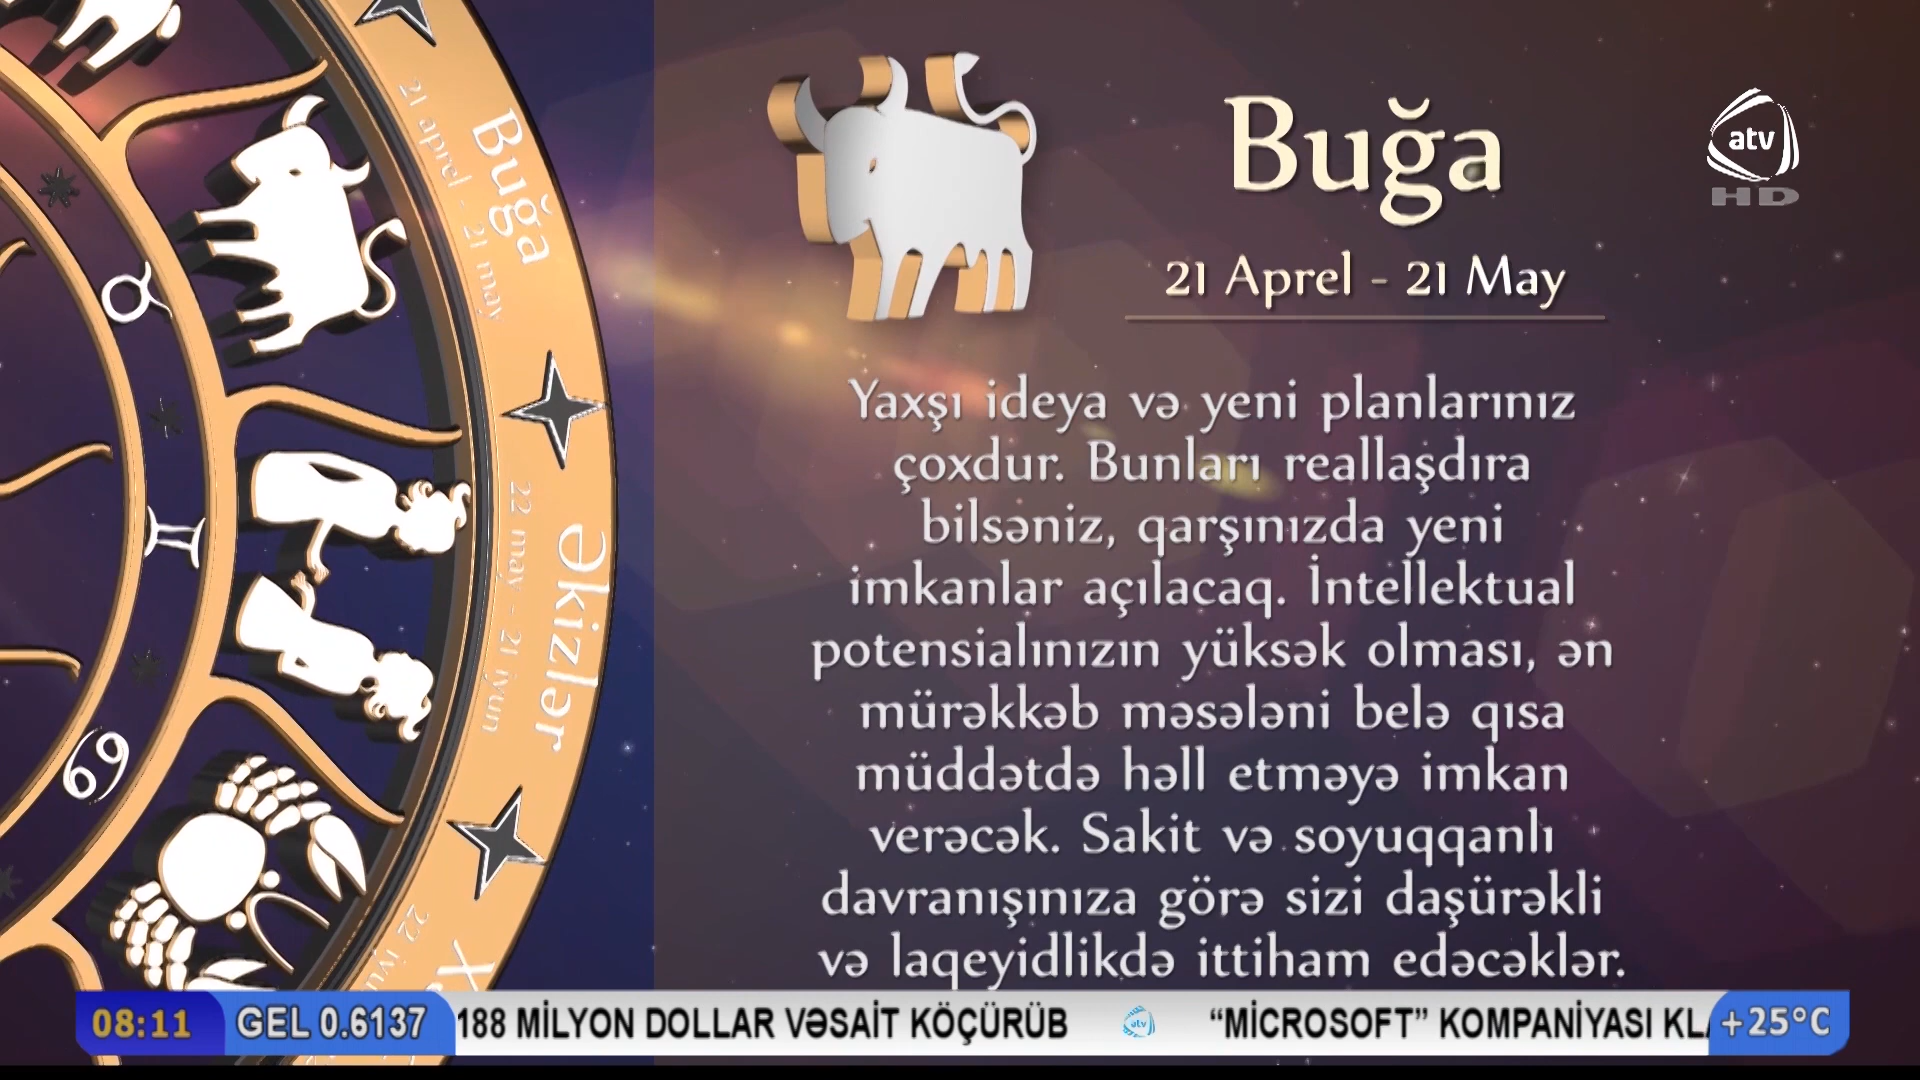 Buğa
21 aprel - 21 may
Əkizlər
22 may - 21 iyun
Buğa
21 Aprel - 21 May
atv
HD
Yaxşı ideya və yeni planlarınız
çoxdur. Bunları reallaşdıra
bilsəniz, qarşınızda yeni
imkanlar açılacaq. İntellektual
potensialınızın yüksək olması, ən
mürəkkəb məsələni belə qısa
müddətdə həll etməyə imkan
verəcək. Sakit və soyuqqanlı
davranışınıza görə sizi daşürəkli
və laqeyidlikdə ittiham edəcəklər.
08:11 GEL 0.6137 188 MİLYON DOLLAR VƏSAİT KÖÇÜRÜB atv “MİCROSOFT” KOMPANİYASI +25°C